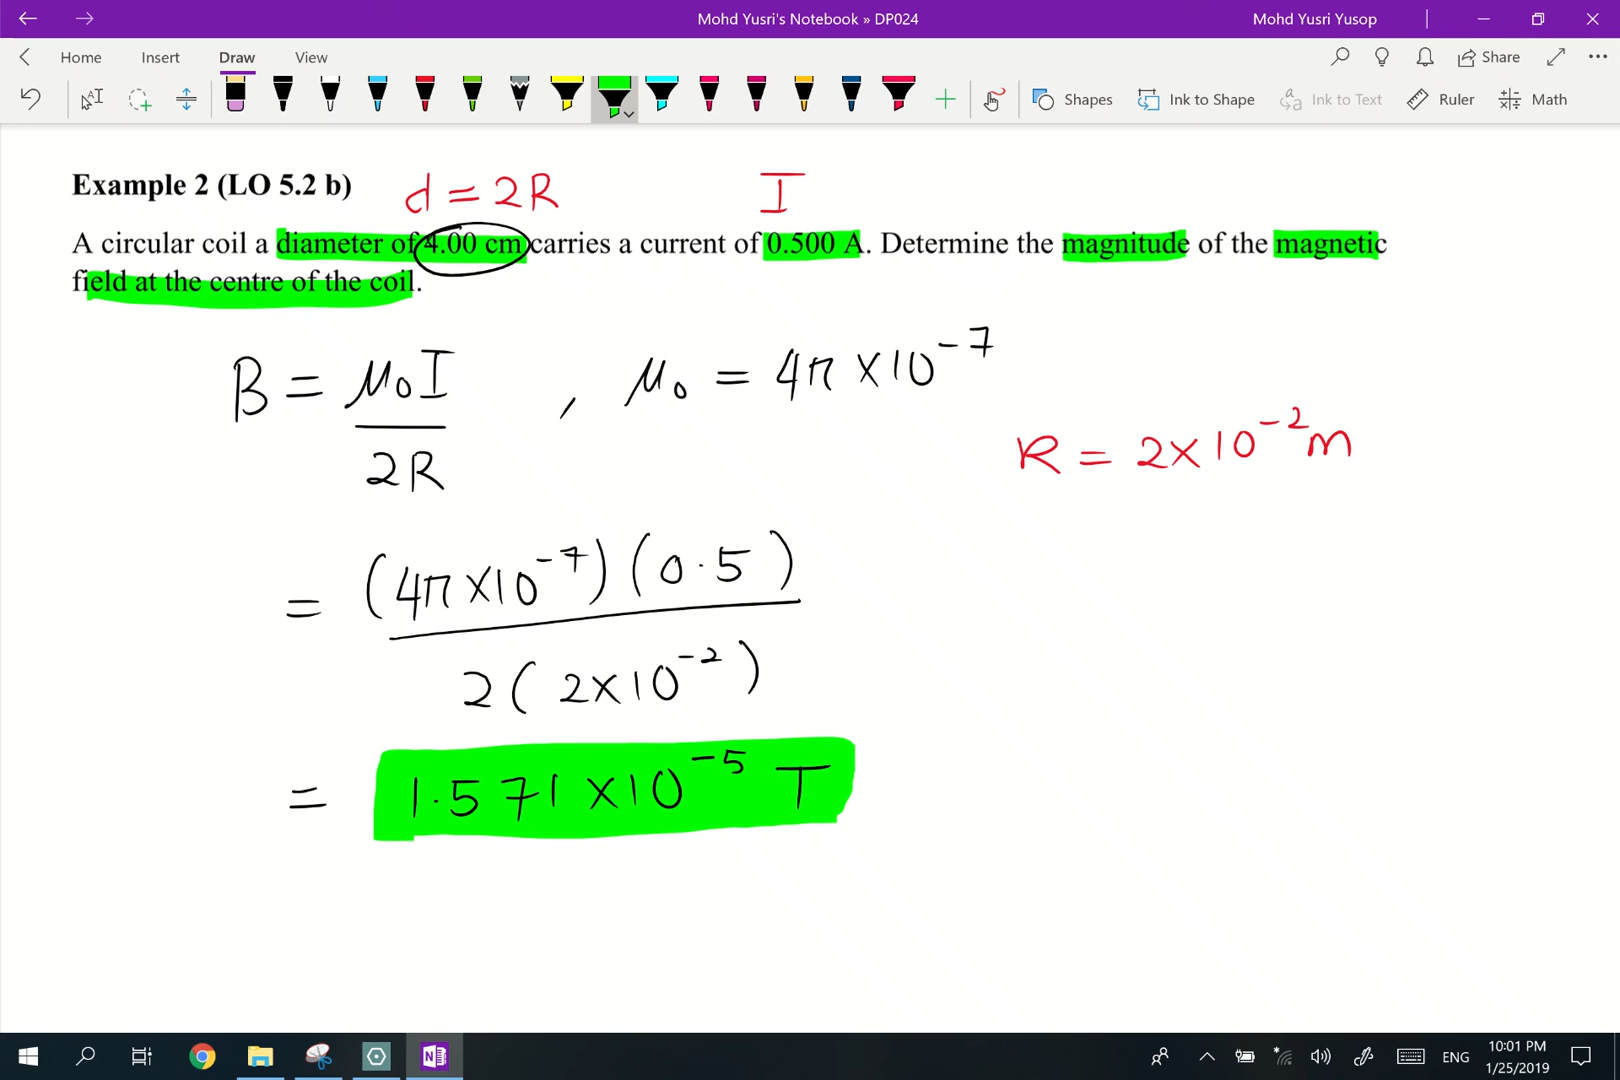 Mohd Yusri's Notebook » DP024
Mohd Yusri Yusop
Home Insert Draw View
Share
Shapes Ink to Shape Ink to Text Ruler Math
Example 2 (LO 5.2 b)
d = 2R
I
A circular coil a diameter of 4.00 cm carries a current of 0.500 A. Determine the magnitude of the magnetic
field at the centre of the coil.
B = μ₀I / 2R , μ₀ = 4π × 10⁻⁷
R = 2 × 10⁻² m
= (4π × 10⁻⁷) (0.5) / 2 (2 × 10⁻²)
= 1.571 × 10⁻⁵ T
ENG
10:01 PM
1/25/2019